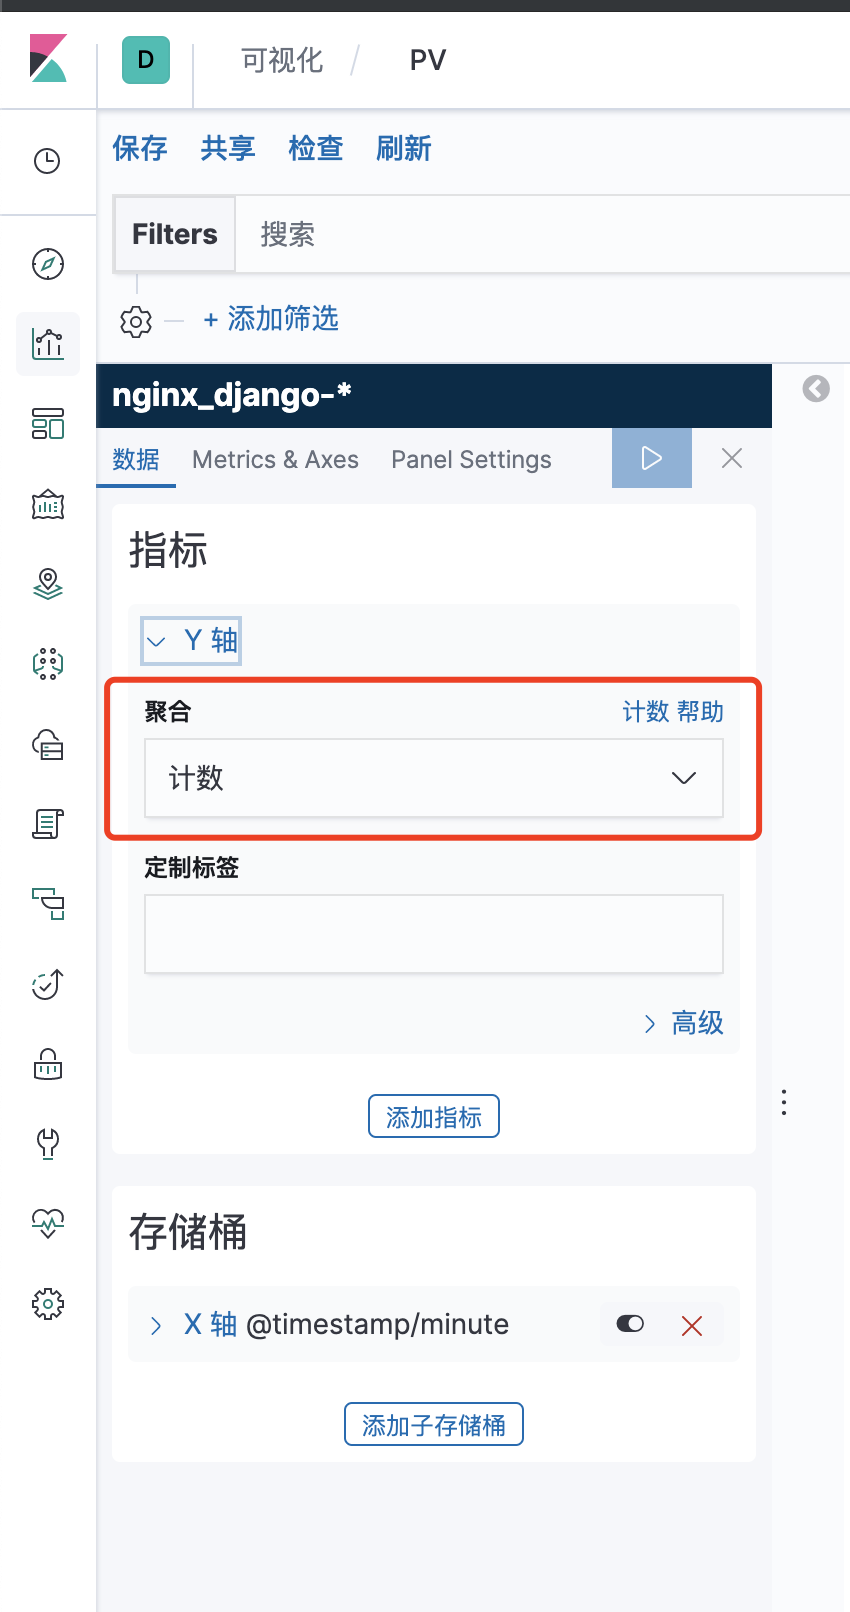 D 可视化 / PV
保存 共享 检查 刷新
Filters 搜索
+ 添加筛选
nginx_django-*
数据 Metrics & Axes Panel Settings
指标
Y 轴
聚合 计数 帮助
计数
定制标签
高级
添加指标
存储桶
X 轴 @timestamp/minute
添加子存储桶